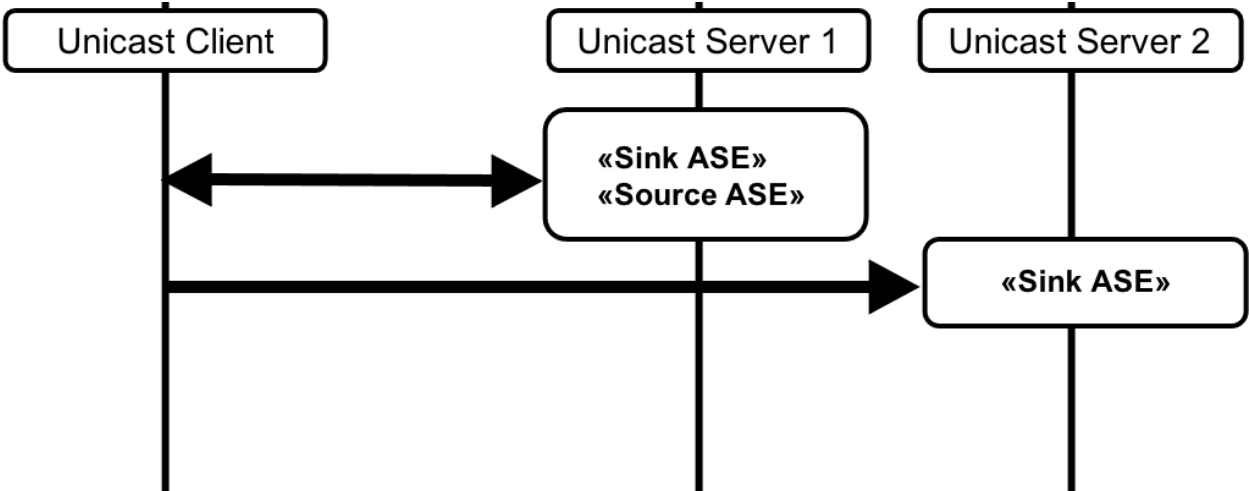 Unicast Client
Unicast Server 1
Unicast Server 2
«Sink ASE»
«Source ASE»
«Sink ASE»